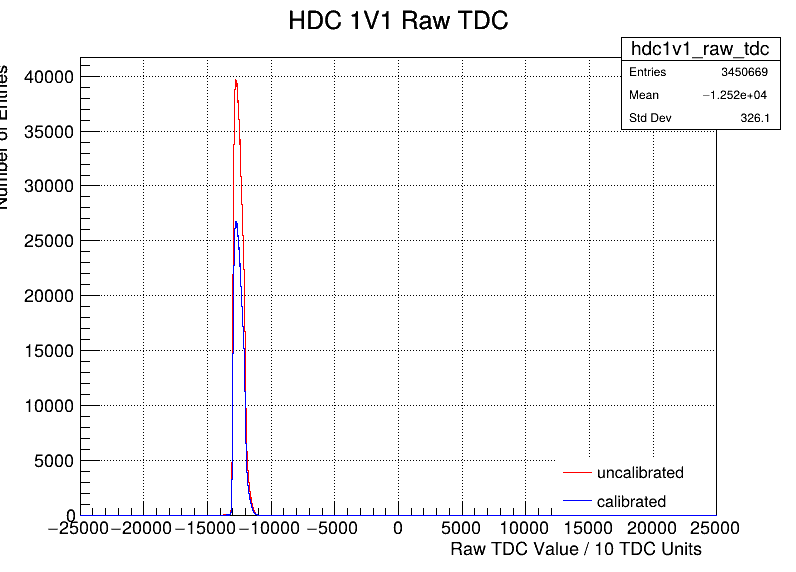 HDC 1V1 Raw TDC
hdc1v1_raw_tdc
Entries 3450669
Mean −1.252e+04
Std Dev 326.1
Number of Entries
40000
35000
30000
25000
20000
15000
10000
5000
0
uncalibrated
calibrated
−25000 −20000 −15000 −10000 −5000 0 5000 10000 15000 20000 25000
Raw TDC Value / 10 TDC Units